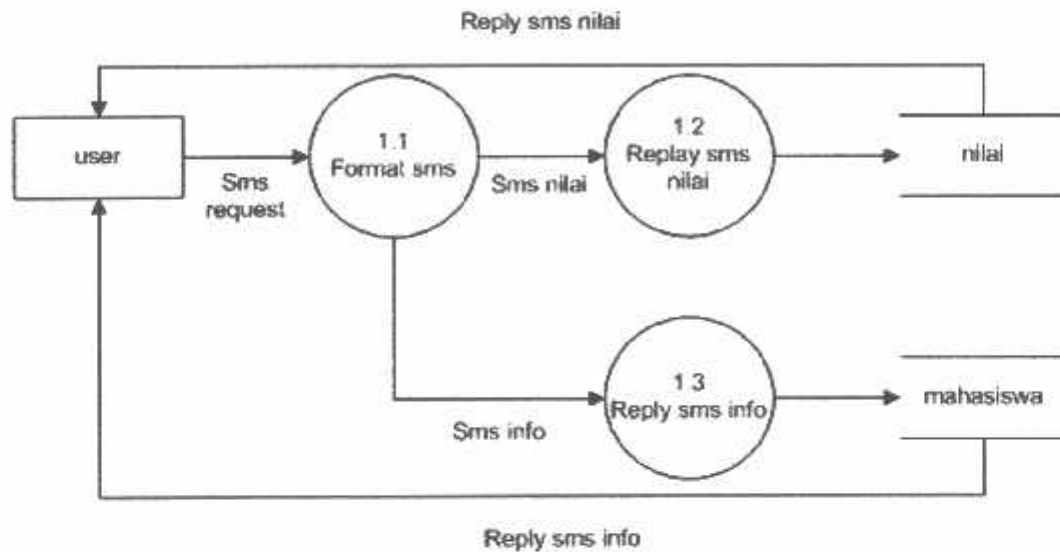 Reply sms nilai
user
Sms
request
1.1
Format sms
Sms nilai
1.2
Replay sms
nilai
nilai
Sms info
1.3
Reply sms info
mahasiswa
Reply sms info